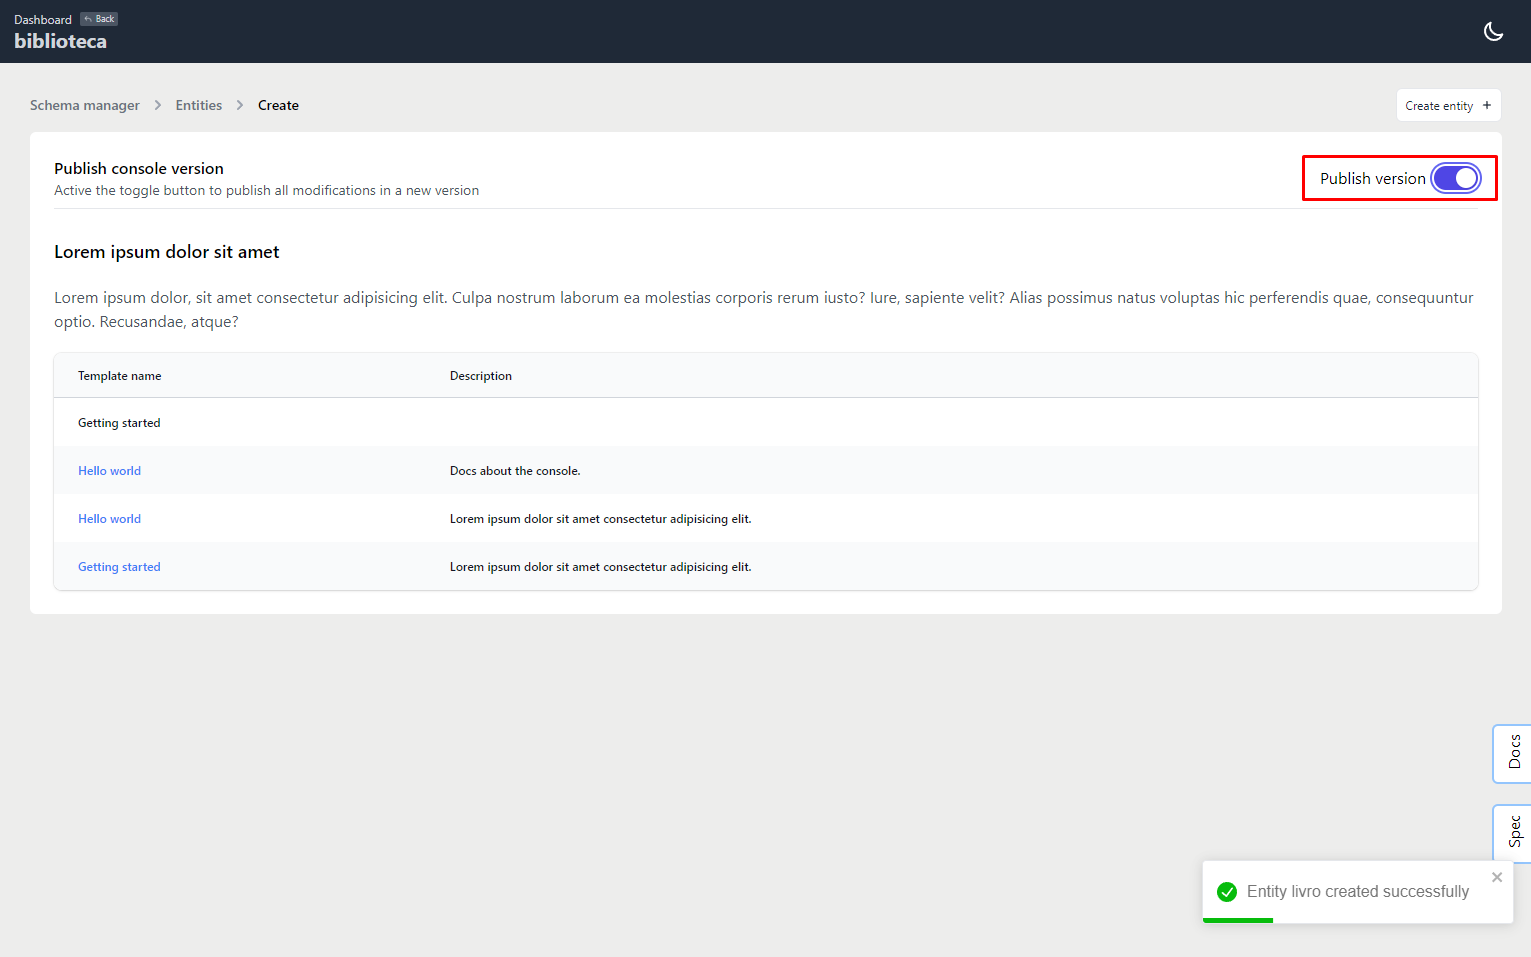 Dashboard Back
biblioteca
Schema manager Entities Create
Create entity +
Publish console version
Active the toggle button to publish all modifications in a new version
Publish version
Lorem ipsum dolor sit amet
Lorem ipsum dolor, sit amet consectetur adipisicing elit. Culpa nostrum laborum ea molestias corporis rerum iusto? Iure, sapiente velit? Alias possimus natus voluptas hic perferendis quae, consequuntur
optio. Recusandae, atque?
Template name Description
Getting started
Hello world Docs about the console.
Hello world Lorem ipsum dolor sit amet consectetur adipisicing elit.
Getting started Lorem ipsum dolor sit amet consectetur adipisicing elit.
Docs
Spec
Entity livro created successfully